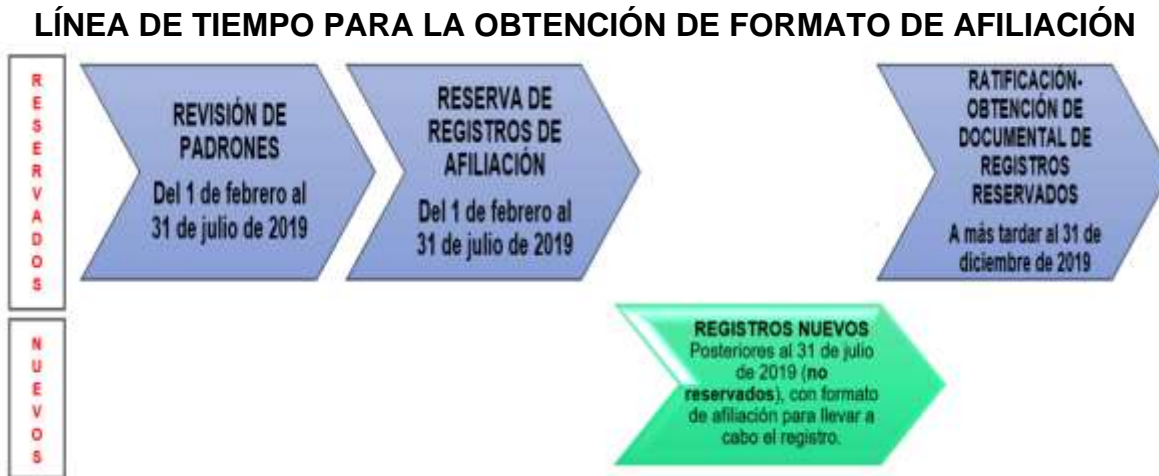 LÍNEA DE TIEMPO PARA LA OBTENCIÓN DE FORMATO DE AFILIACIÓN
RESERVADOS
REVISIÓN DE
PADRONES
Del 1 de febrero al
31 de julio de 2019
RESERVA DE
REGISTROS DE
AFILIACIÓN
Del 1 de febrero al
31 de julio de 2019
RATIFICACIÓN-
OBTENCIÓN DE
DOCUMENTAL DE
REGISTROS
RESERVADOS
A más tardar al 31 de
diciembre de 2019
NUEVOS
REGISTROS NUEVOS
Posteriores al 31 de julio
de 2019 (no
reservados), con formato
de afiliación para llevar a
cabo el registro.